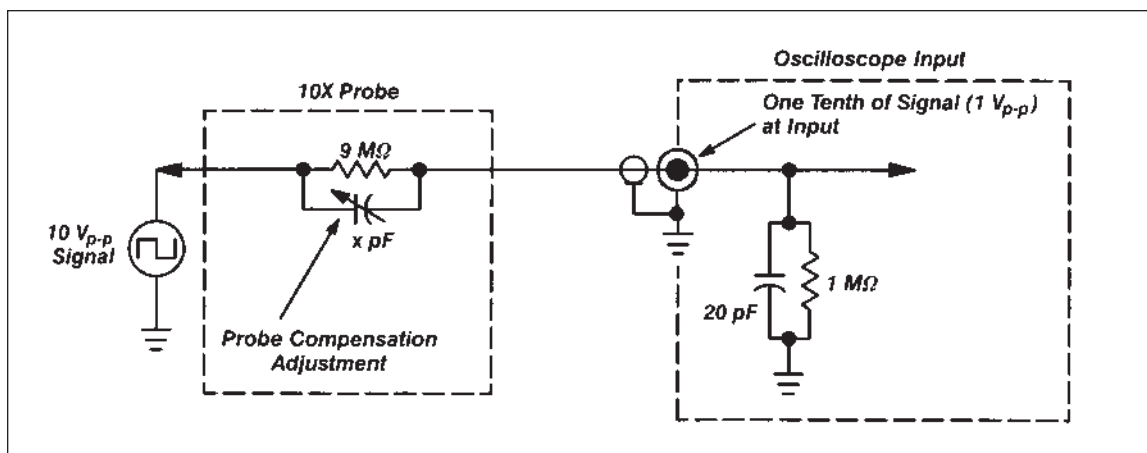 Oscilloscope Input
10X Probe
One Tenth of Signal (1 Vp-p)
at Input
9 MΩ
10 Vp-p
Signal
x pF
1 MΩ
20 pF
Probe Compensation
Adjustment